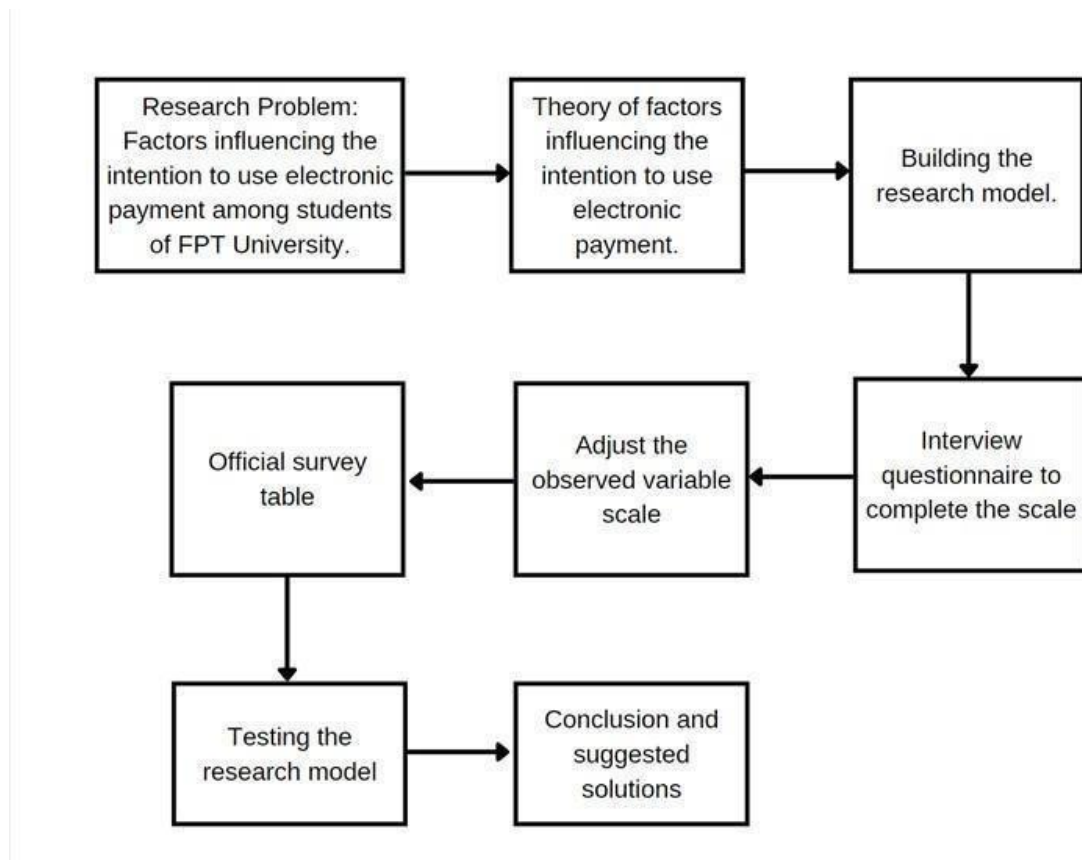 Research Problem:
Factors influencing the
intention to use electronic
payment among students
of FPT University.
Theory of factors
influencing the
intention to use
electronic
payment.
Building the
research model.
Interview
questionnaire to
complete the scale
Adjust the
observed variable
scale
Official survey
table
Testing the
research model
Conclusion and
suggested
solutions